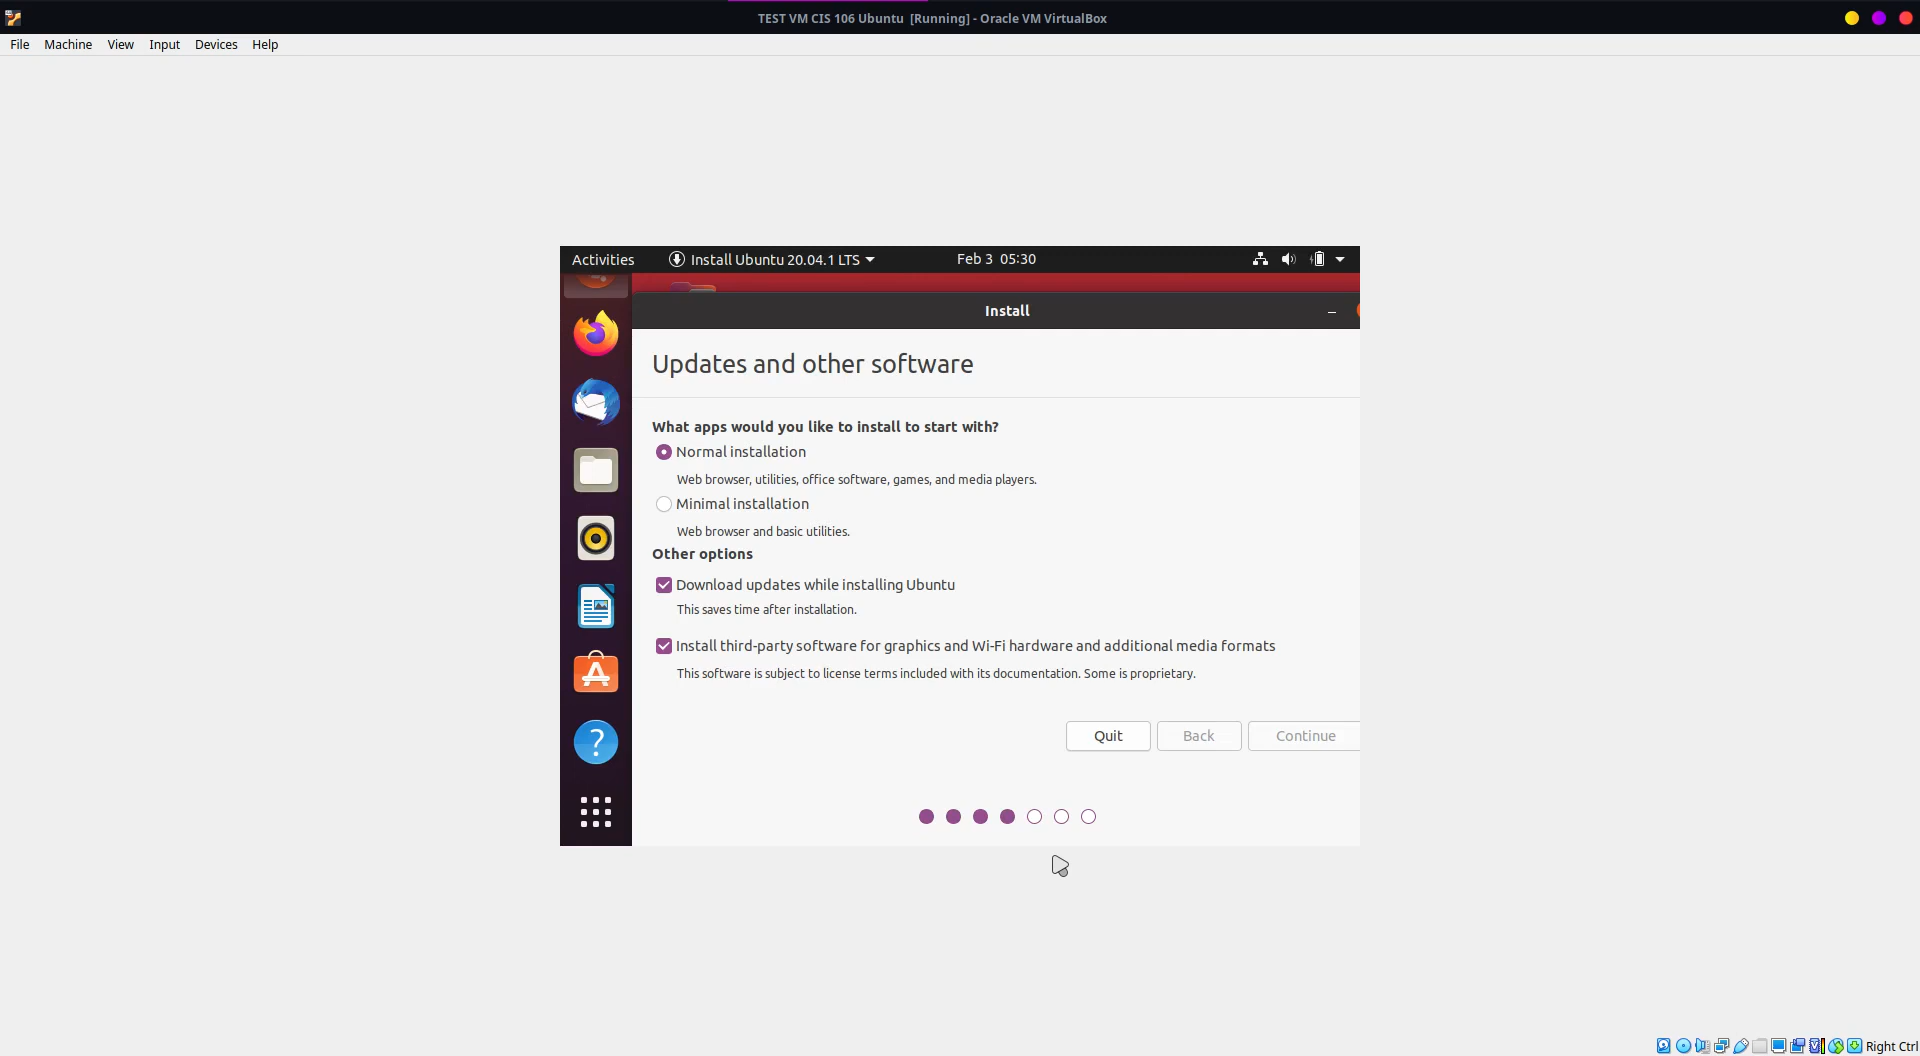 TEST VM CIS 106 Ubuntu [Running] - Oracle VM VirtualBox
File Machine View Input Devices Help
Activities Install Ubuntu 20.04.1 LTS Feb 3 05:30
Install
Updates and other software
What apps would you like to install to start with?
Normal installation
Web browser, utilities, office software, games, and media players.
Minimal installation
Web browser and basic utilities.
Other options
Download updates while installing Ubuntu
This saves time after installation.
Install third-party software for graphics and Wi-Fi hardware and additional media formats
This software is subject to license terms included with its documentation. Some is proprietary.
Quit Back Continue
Right Ctrl